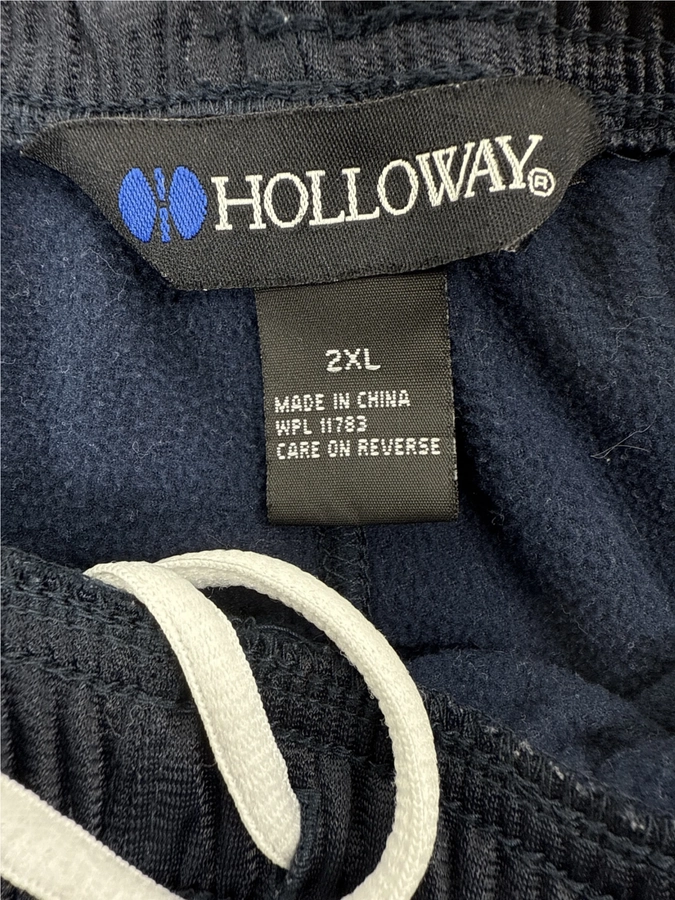 HOLLOWAY®
2XL
MADE IN CHINA
WPL 11783
CARE ON REVERSE